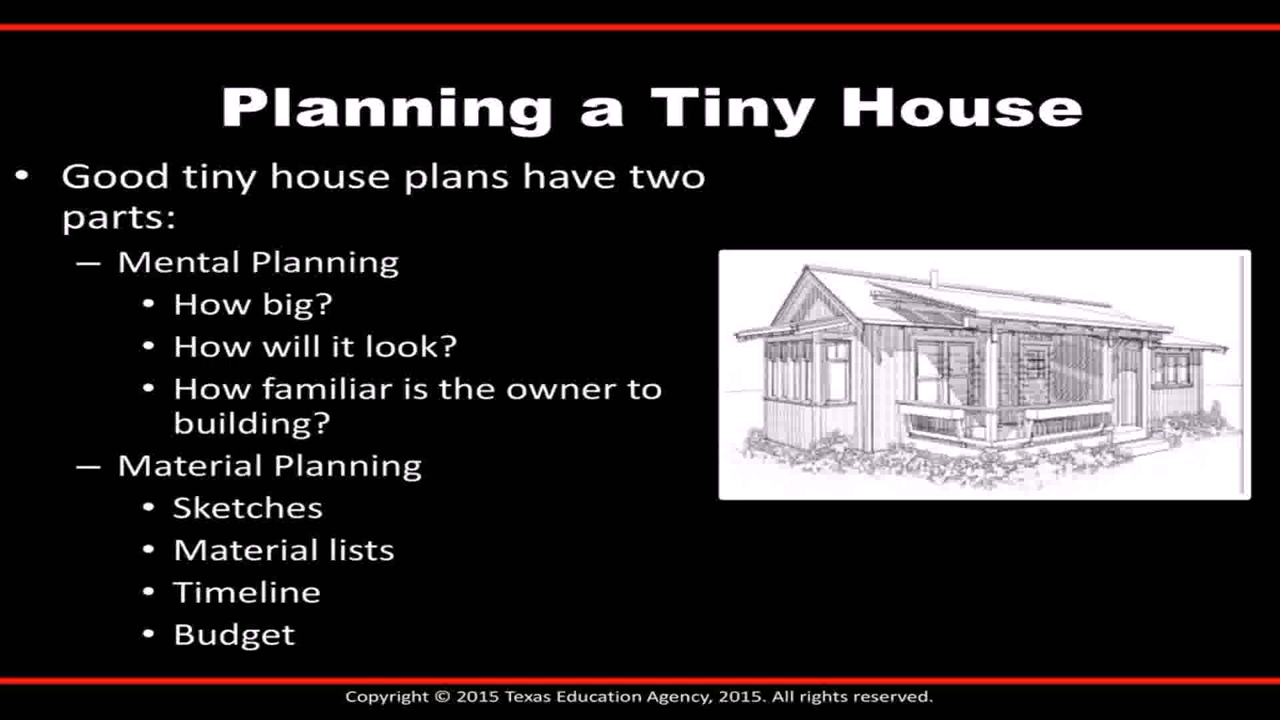 Planning a Tiny House
• Good tiny house plans have two
parts:
– Mental Planning
• How big?
• How will it look?
• How familiar is the owner to
building?
– Material Planning
• Sketches
• Material lists
• Timeline
• Budget
Copyright © 2015 Texas Education Agency, 2015. All rights reserved.